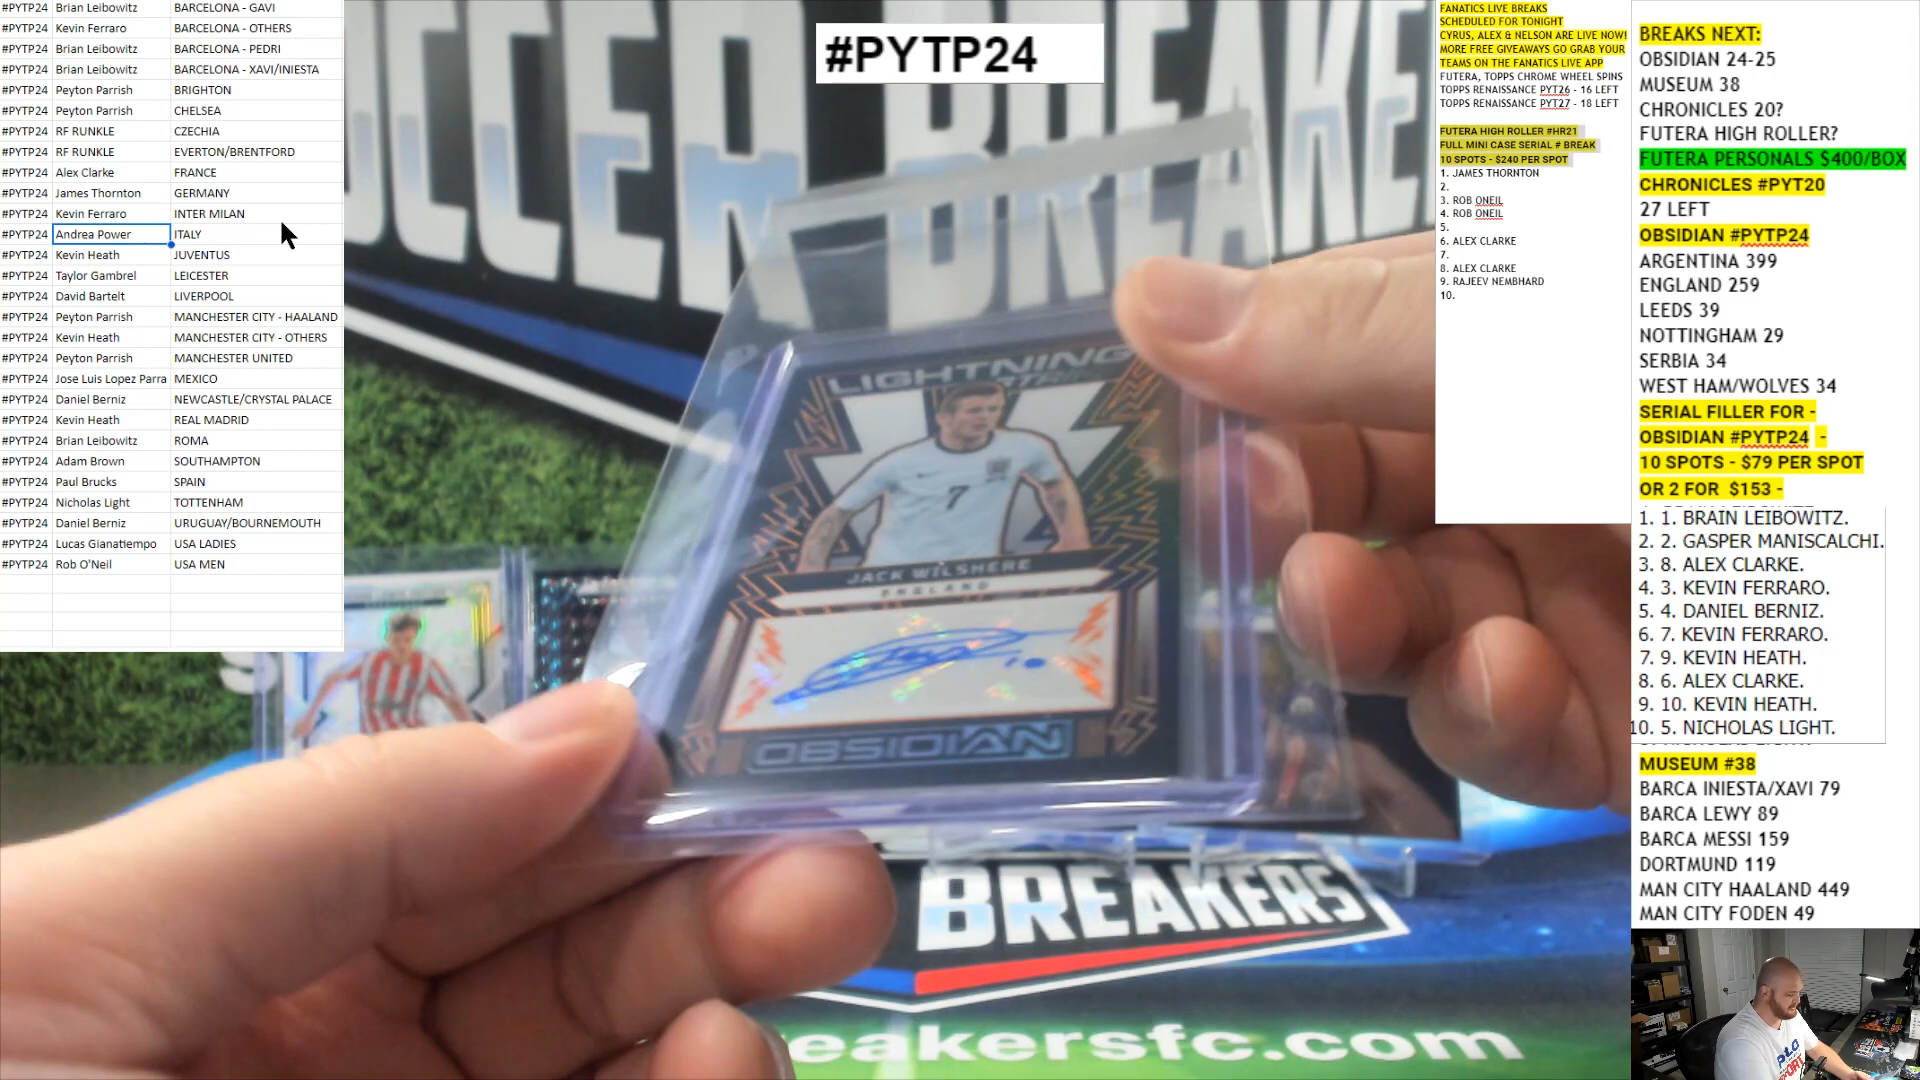 #PYTP24 Brian Leibowitz BARCELONA - GAVI
#PYTP24 Kevin Ferraro BARCELONA - OTHERS
#PYTP24 Brian Leibowitz BARCELONA - PEDRI
#PYTP24 Brian Leibowitz BARCELONA - XAVI/INIESTA
#PYTP24 Peyton Parrish BRIGHTON
#PYTP24 Peyton Parrish CHELSEA
#PYTP24 RF RUNKLE CZECHIA
#PYTP24 RF RUNKLE EVERTON/BRENTFORD
#PYTP24 Alex Clarke FRANCE
#PYTP24 James Thornton GERMANY
#PYTP24 Kevin Ferraro INTER MILAN
#PYTP24 Andrea Power ITALY
#PYTP24 Kevin Heath JUVENTUS
#PYTP24 Taylor Gambrel LEICESTER
#PYTP24 David Bartelt LIVERPOOL
#PYTP24 Peyton Parrish MANCHESTER CITY - HAALAND
#PYTP24 Kevin Heath MANCHESTER CITY - OTHERS
#PYTP24 Peyton Parrish MANCHESTER UNITED
#PYTP24 Jose Luis Lopez Parra MEXICO
#PYTP24 Daniel Berniz NEWCASTLE/CRYSTAL PALACE
#PYTP24 Kevin Heath REAL MADRID
#PYTP24 Brian Leibowitz ROMA
#PYTP24 Adam Brown SOUTHAMPTON
#PYTP24 Paul Brucks SPAIN
#PYTP24 Nicholas Light TOTTENHAM
#PYTP24 Daniel Berniz URUGUAY/BOURNEMOUTH
#PYTP24 Lucas Gianatiempo USA LADIES
#PYTP24 Rob O'Neil USA MEN
#PYTP24
SOCCER BREAKE
LIGHTNING
7
JACK WILSHERE
ENGLAND
OBSIDIAN
BREAKERS
eakersfc.com
FANATICS LIVE BREAKS
SCHEDULED FOR TONIGHT
CYRUS, ALEX & NELSON ARE LIVE NOW!
MORE FREE GIVEAWAYS GO GRAB YOUR
TEAMS ON THE FANATICS LIVE APP
FUTERA, TOPPS CHROME WHEEL SPINS
TOPPS RENAISSANCE PYT26 - 16 LEFT
TOPPS RENAISSANCE PYT27 - 18 LEFT
FUTERA HIGH ROLLER #HR21
FULL MINI CASE SERIAL # BREAK
10 SPOTS - $240 PER SPOT
1. JAMES THORNTON
2.
3. ROB ONEIL
4. ROB ONEIL
5.
6. ALEX CLARKE
7.
8. ALEX CLARKE
9. RAJEEV NEMBHARD
10.
BREAKS NEXT:
OBSIDIAN 24-25
MUSEUM 38
CHRONICLES 20?
FUTERA HIGH ROLLER?
FUTERA PERSONALS $400/BOX
CHRONICLES #PYT20
27 LEFT
OBSIDIAN #PYTP24
ARGENTINA 399
ENGLAND 259
LEEDS 39
NOTTINGHAM 29
SERBIA 34
WEST HAM/WOLVES 34
SERIAL FILLER FOR -
OBSIDIAN #PYTP24 -
10 SPOTS - $79 PER SPOT
OR 2 FOR $153 -
1. 1. BRAIN LEIBOWITZ.
2. 2. GASPER MANISCALCHI.
3. 8. ALEX CLARKE.
4. 3. KEVIN FERRARO.
5. 4. DANIEL BERNIZ.
6. 7. KEVIN FERRARO.
7. 9. KEVIN HEATH.
8. 6. ALEX CLARKE.
9. 10. KEVIN HEATH.
10. 5. NICHOLAS LIGHT.
MUSEUM #38
BARCA INIESTA/XAVI 79
BARCA LEWY 89
BARCA MESSI 159
DORTMUND 119
MAN CITY HAALAND 449
MAN CITY FODEN 49